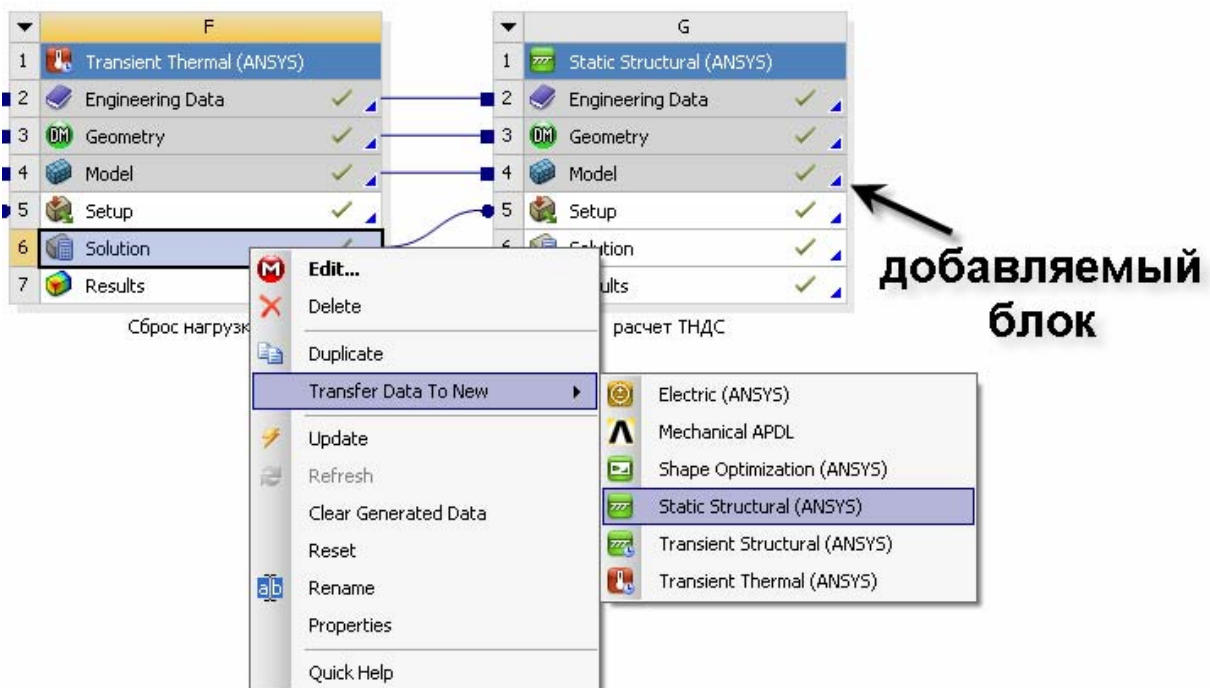 F
1 Transient Thermal (ANSYS)
2 Engineering Data
3 Geometry
4 Model
5 Setup
6 Solution
7 Results
Сброс нагрузк
G
1 Static Structural (ANSYS)
2 Engineering Data
3 Geometry
4 Model
5 Setup
6
расчет ТНДС
добавляемый
блок
Edit...
Delete
Duplicate
Transfer Data To New
Update
Refresh
Clear Generated Data
Reset
Rename
Properties
Quick Help
Electric (ANSYS)
Mechanical APDL
Shape Optimization (ANSYS)
Static Structural (ANSYS)
Transient Structural (ANSYS)
Transient Thermal (ANSYS)